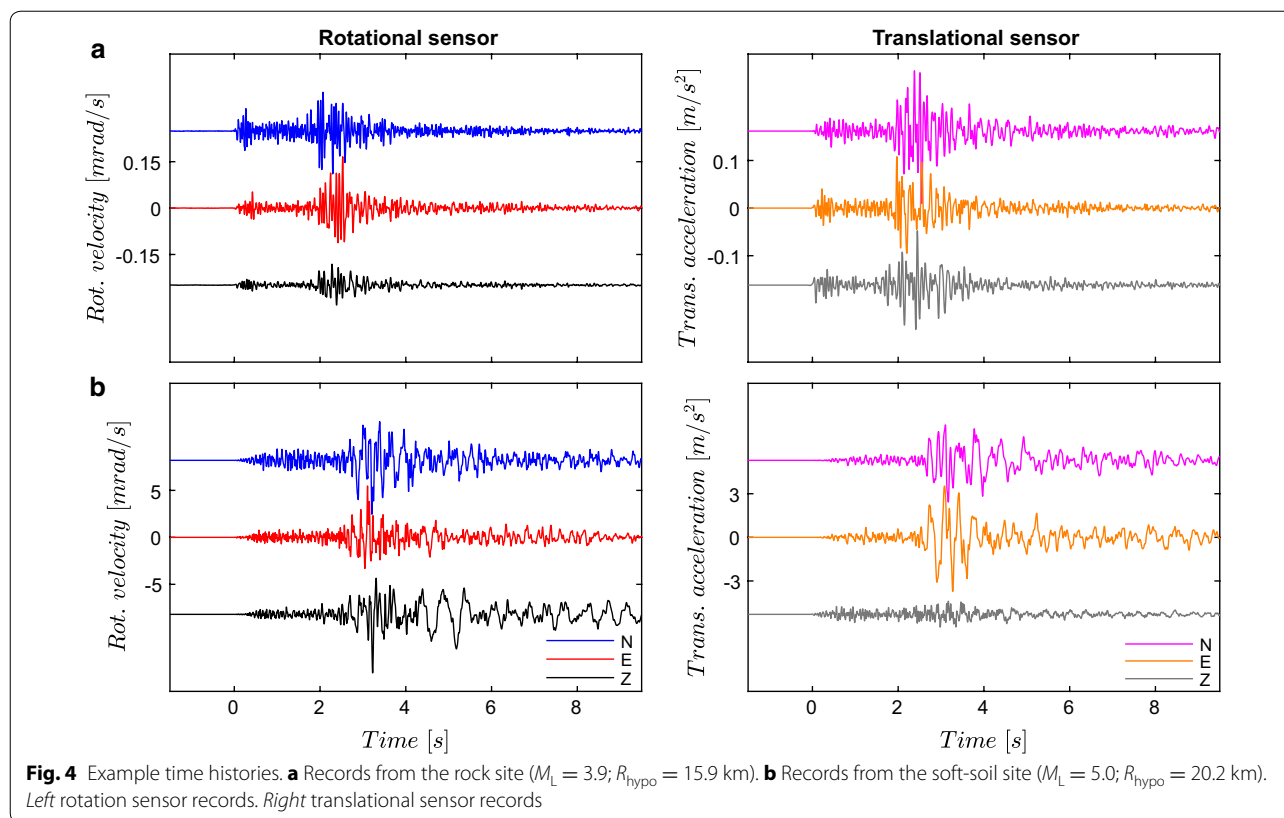 Rotational sensor
Translational sensor
a
Rot. velocity [mrad/s]
0.15
0
-0.15
Trans. acceleration [m/s²]
0.1
0
-0.1
b
Rot. velocity [mrad/s]
5
0
-5
N
E
Z
0 2 4 6 8
Time [s]
Trans. acceleration [m/s²]
3
0
-3
N
E
Z
0 2 4 6 8
Time [s]
Fig. 4 Example time histories. a Records from the rock site (M_L = 3.9; R_hypo = 15.9 km). b Records from the soft-soil site (M_L = 5.0; R_hypo = 20.2 km).
Left rotation sensor records. Right translational sensor records